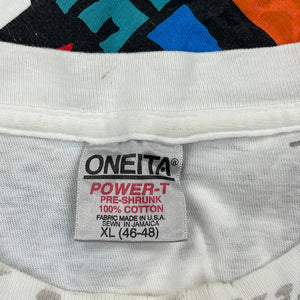 ONEITA®
POWER-T
PRE-SHRUNK
100% COTTON
FABRIC MADE IN U.S.A.
SEWN IN JAMAICA
XL (46-48)